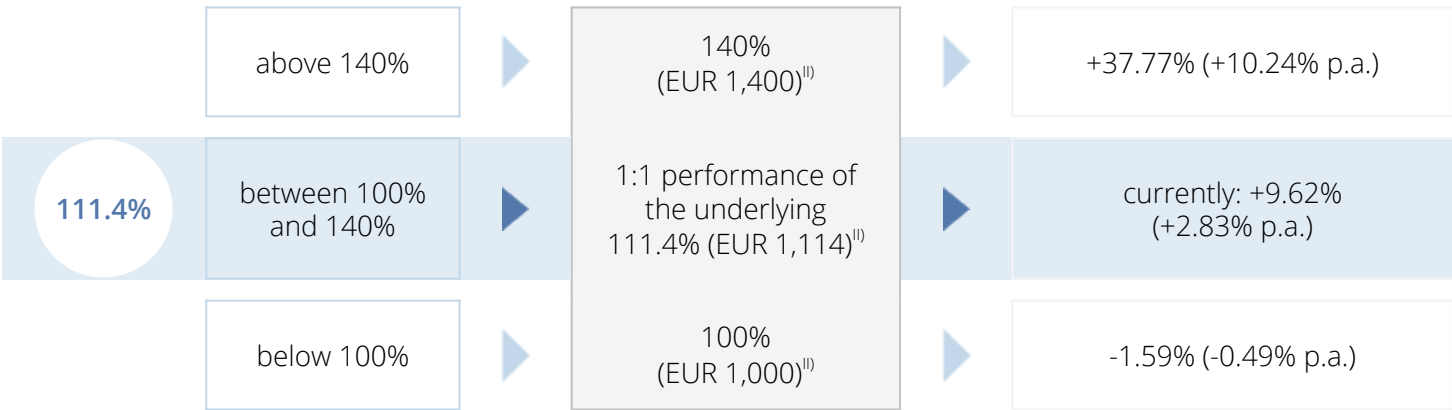 above 140%
140%
(EUR 1,400)II)
+37.77% (+10.24% p.a.)
111.4%
between 100%
and 140%
1:1 performance of
the underlying
111.4% (EUR 1,114)II)
currently: +9.62%
(+2.83% p.a.)
below 100%
100%
(EUR 1,000)II)
-1.59% (-0.49% p.a.)